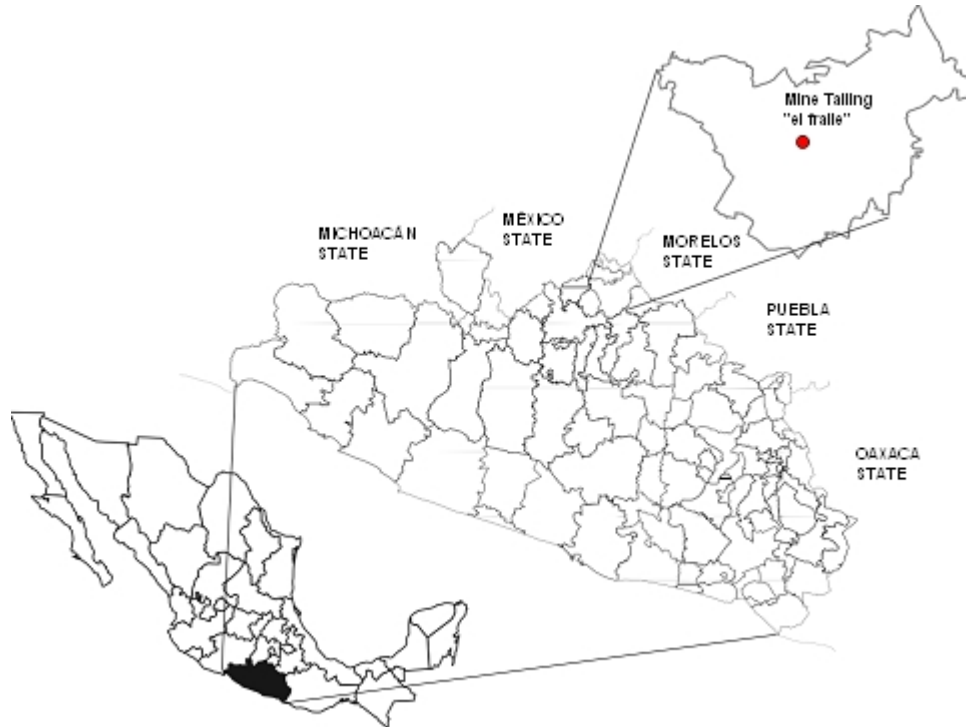 Mine Tailing
"el fraile"
MICHOACÁN
STATE
MÉXICO
STATE
MORELOS
STATE
PUEBLA
STATE
OAXACA
STATE